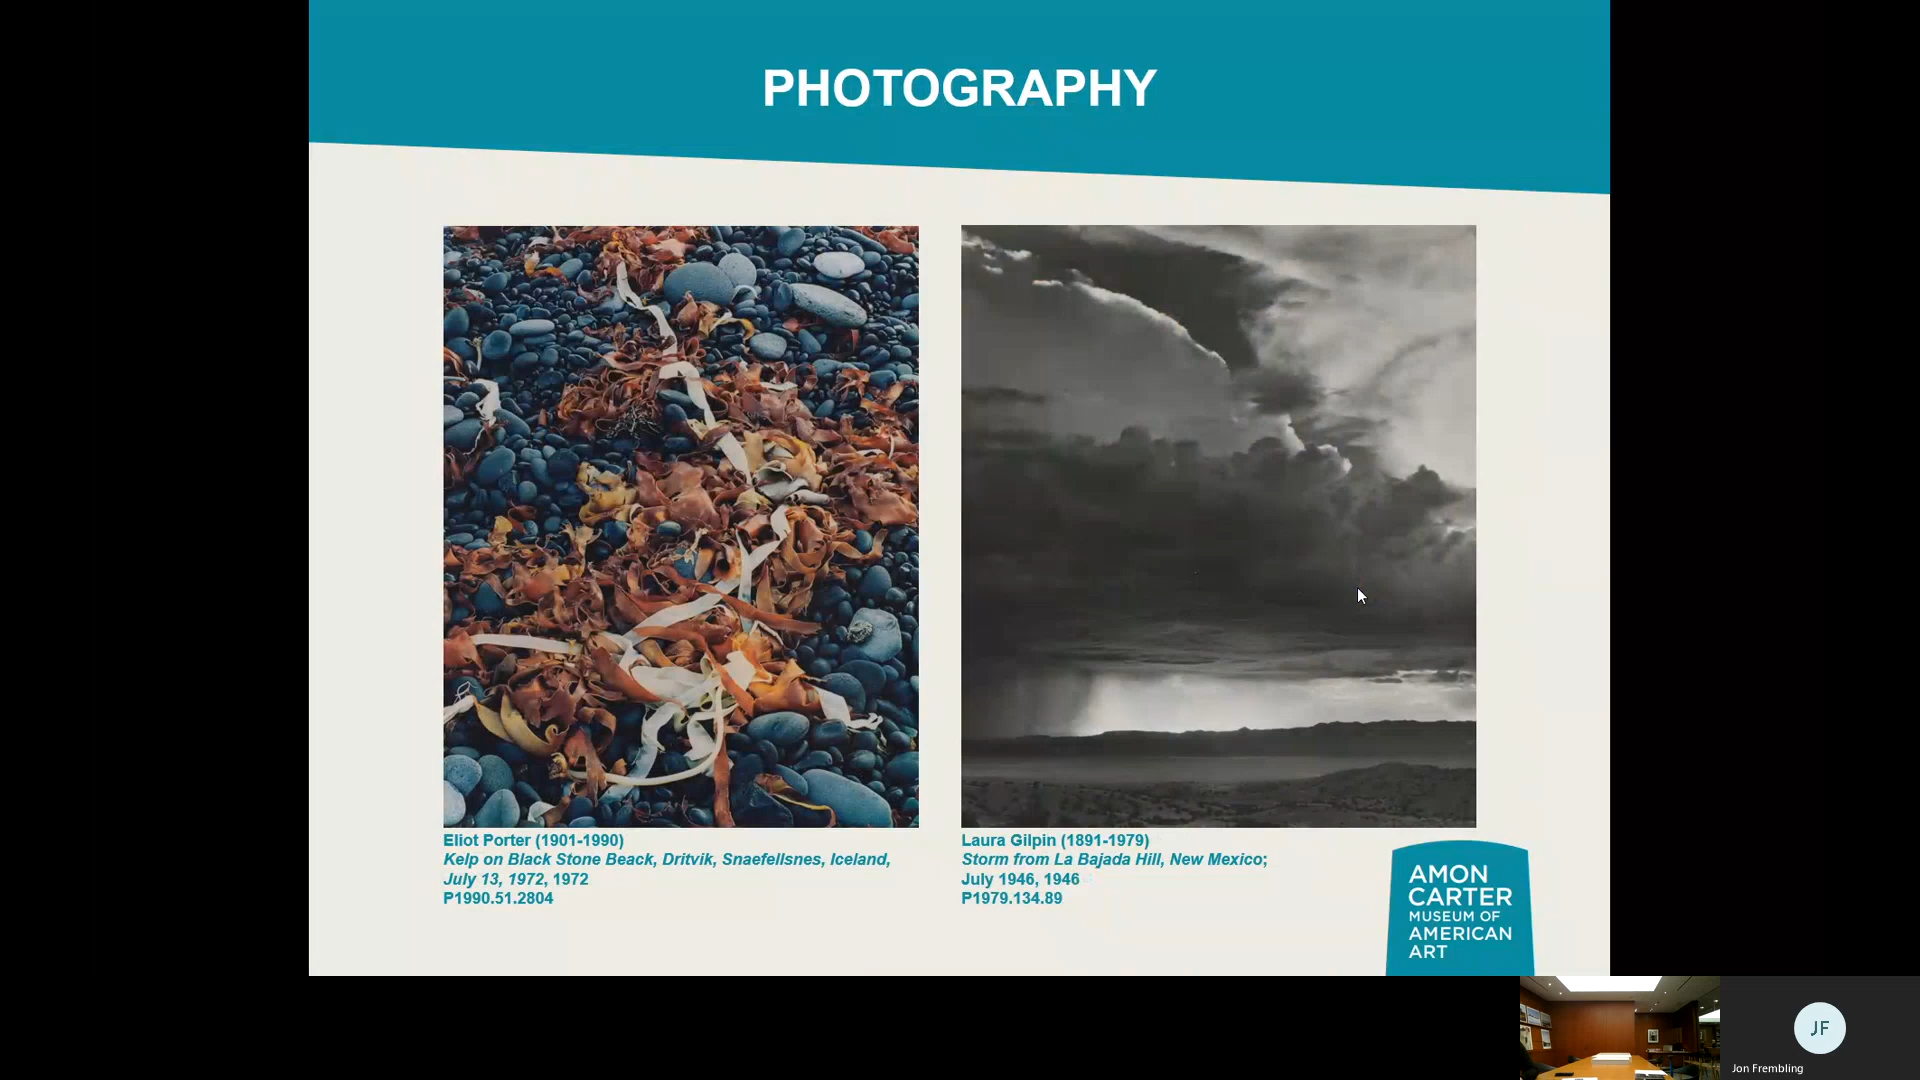 PHOTOGRAPHY
Eliot Porter (1901-1990)
Kelp on Black Stone Beack, Dritvik, Snaefellsnes, Iceland,
July 13, 1972, 1972
P1990.51.2804
Laura Gilpin (1891-1979)
Storm from La Bajada Hill, New Mexico;
July 1946, 1946
P1979.134.89
AMON
CARTER
MUSEUM OF
AMERICAN
ART
JF
Jon Frembling